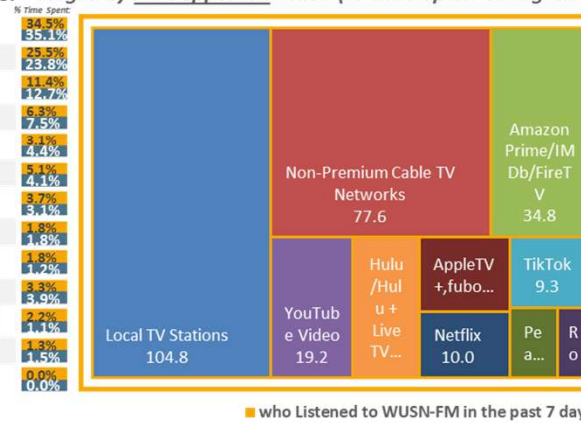 % Time Spent:
34.5%
35.1%
25.5%
23.8%
11.4%
12.7%
6.3%
7.5%
3.1%
4.4%
5.1%
4.1%
3.7%
3.1%
1.8%
1.8%
1.8%
1.2%
3.3%
3.9%
2.2%
1.1%
1.3%
1.5%
0.0%
0.0%
Local TV Stations
104.8
Non-Premium Cable TV
Networks
77.6
Amazon
Prime/IM
Db/FireT
V
34.8
YouTub
e Video
19.2
Hulu
/Hul
u +
Live
TV...
AppleTV
+,fubo...
Netflix
10.0
TikTok
9.3
Pe
a...
R
o
who Listened to WUSN-FM in the past 7 day